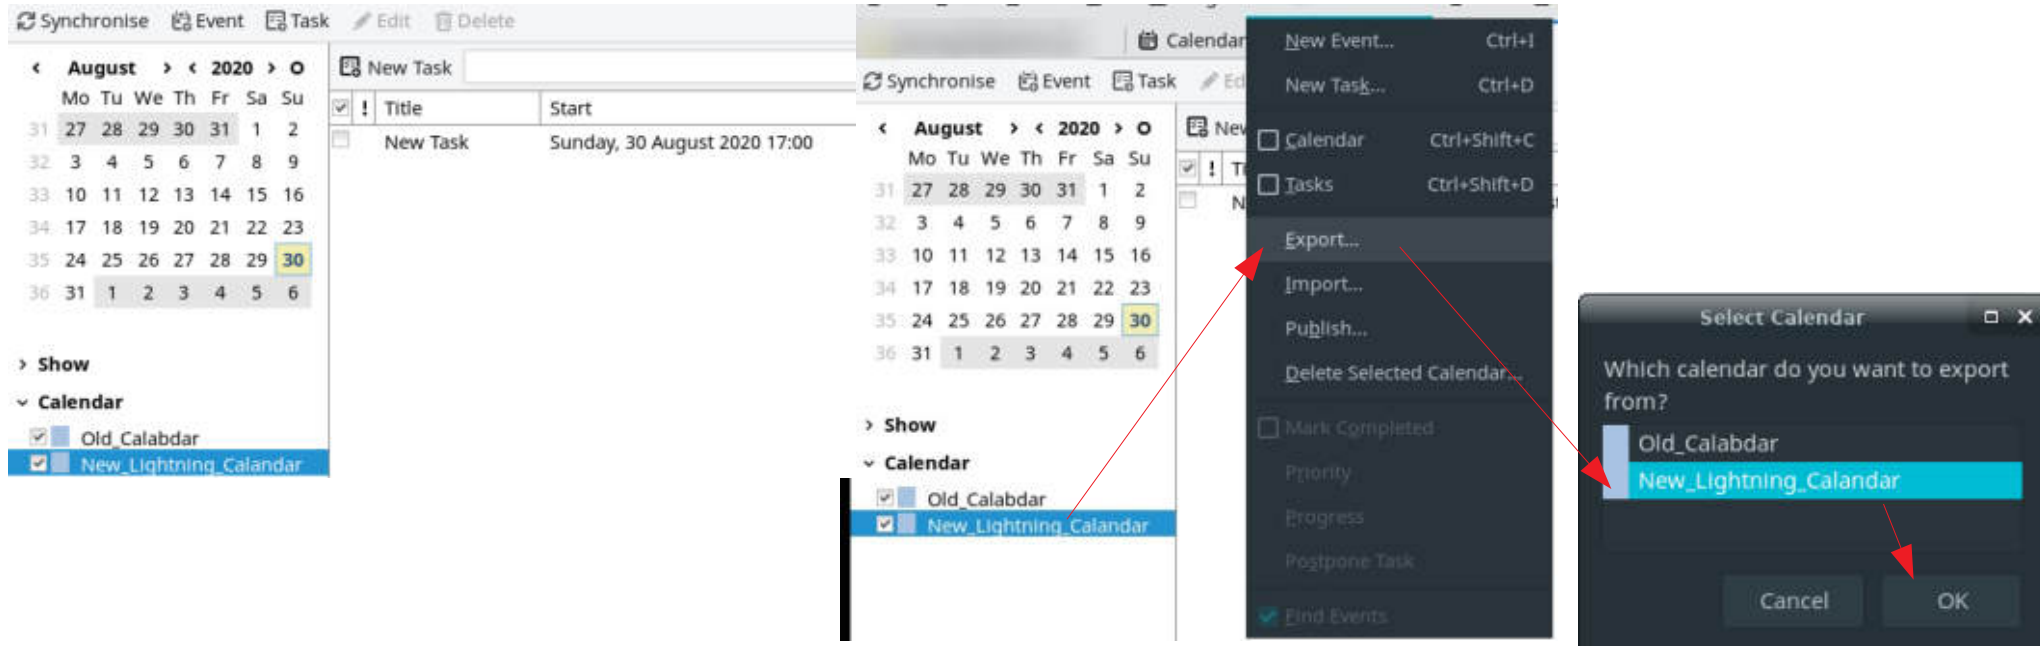 Synchronise Event Task Edit Delete
‹ August › ‹ 2020 › O
Mo Tu We Th Fr Sa Su
31 27 28 29 30 31 1 2
32 3 4 5 6 7 8 9
33 10 11 12 13 14 15 16
34 17 18 19 20 21 22 23
35 24 25 26 27 28 29 30
36 31 1 2 3 4 5 6
› Show
Calendar
Old_Calabdar
New_Lightning_Calandar
New Task
! Title Start
New Task Sunday, 30 August 2020 17:00
Calendar
Synchronise Event Task Ed
‹ August › ‹ 2020 › O
Mo Tu We Th Fr Sa Su
31 27 28 29 30 31 1 2
32 3 4 5 6 7 8 9
33 10 11 12 13 14 15 16
34 17 18 19 20 21 22 23
35 24 25 26 27 28 29 30
36 31 1 2 3 4 5 6
› Show
Calendar
Old_Calabdar
New_Lightning_Calandar
New
! Ti
N
New Event... Ctrl+I
New Task... Ctrl+D
Calendar Ctrl+Shift+C
Tasks Ctrl+Shift+D
Export...
Import...
Publish...
Delete Selected Calendar...
Mark Completed
Priority
Progress
Postpone Task
Find Events
Select Calendar
Which calendar do you want to export
from?
Old_Calabdar
New_Lightning_Calandar
Cancel OK